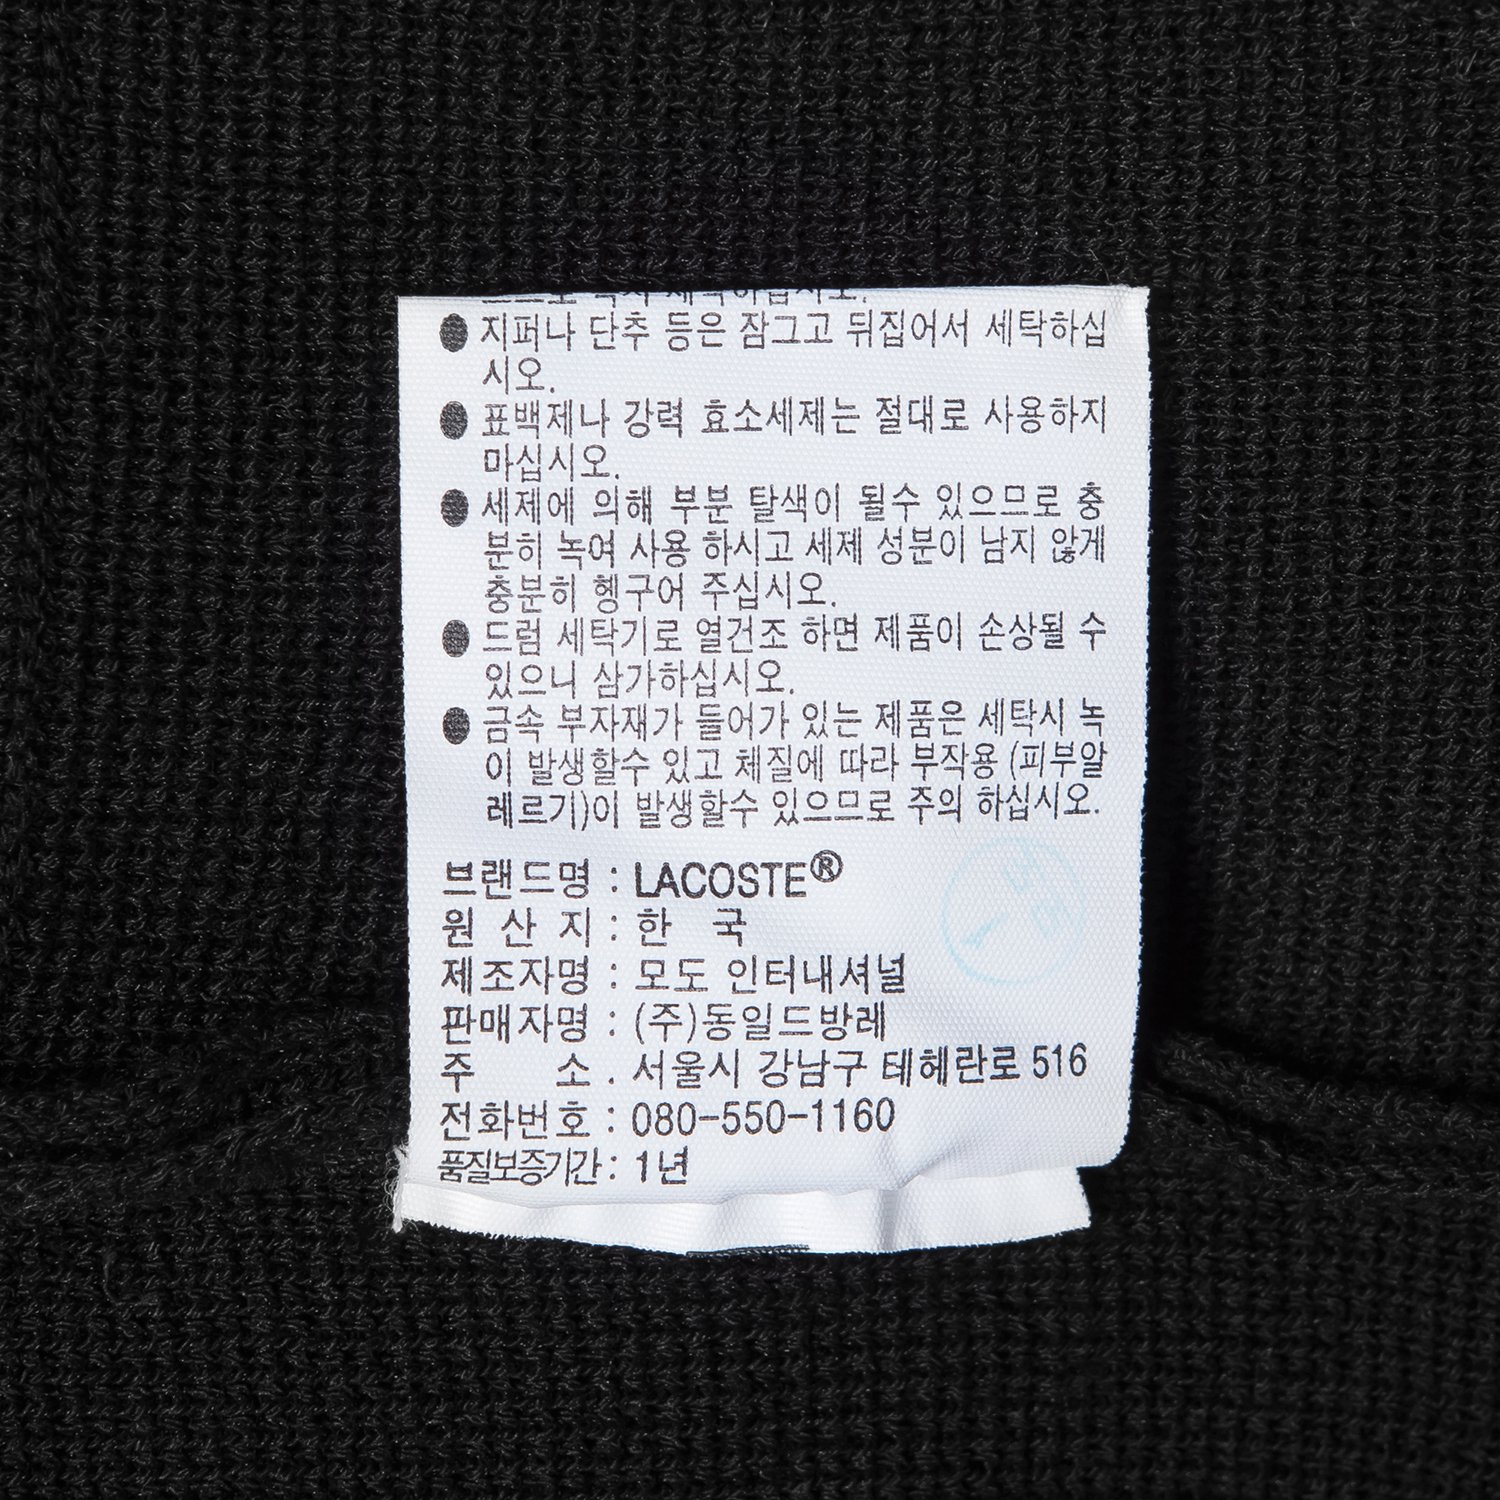 ● 지퍼나 단추 등은 잠그고 뒤집어서 세탁하십
시오.
● 표백제나 강력 효소세제는 절대로 사용하지
마십시오.
● 세제에 의해 부분 탈색이 될수 있으므로 충
분히 녹여 사용 하시고 세제 성분이 남지 않게
충분히 헹구어 주십시오.
● 드럼 세탁기로 열건조 하면 제품이 손상될 수
있으니 삼가하십시오.
● 금속 부자재가 들어가 있는 제품은 세탁시 녹
이 발생할수 있고 체질에 따라 부작용 (피부알
레르기)이 발생할수 있으므로 주의 하십시오.
브랜드명 : LACOSTE®
원 산 지 : 한 국
제조자명 : 모도 인터내셔널
판매자명 : (주)동일드방레
주 소 . 서울시 강남구 테헤란로 516
전화번호 : 080-550-1160
품질보증기간 : 1년